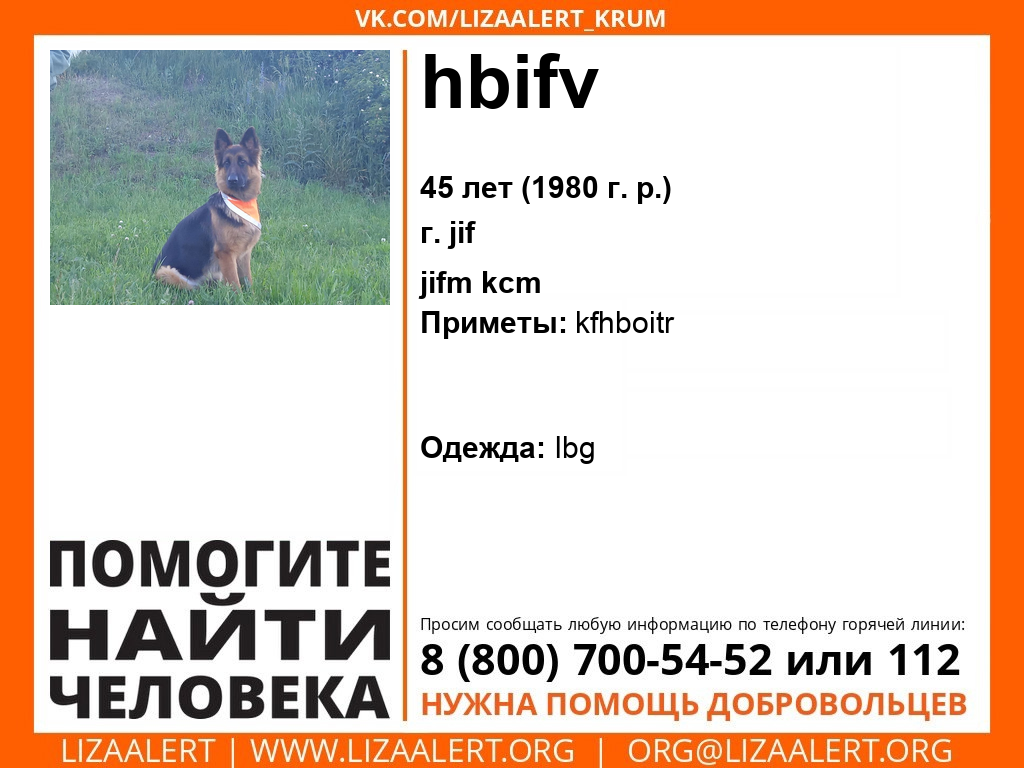 VK.COM/LIZAALERT_KRUM
hbifv
45 лет (1980 г. р.)
г. jif
jifm kcm
Приметы: kfhboitr
Одежда: lbg
ПОМОГИТЕ
НАЙТИ
ЧЕЛОВЕКА
Просим сообщать любую информацию по телефону горячей линии:
8 (800) 700-54-52 или 112
НУЖНА ПОМОЩЬ ДОБРОВОЛЬЦЕВ
LIZAALERT | WWW.LIZAALERT.ORG | ORG@LIZAALERT.ORG